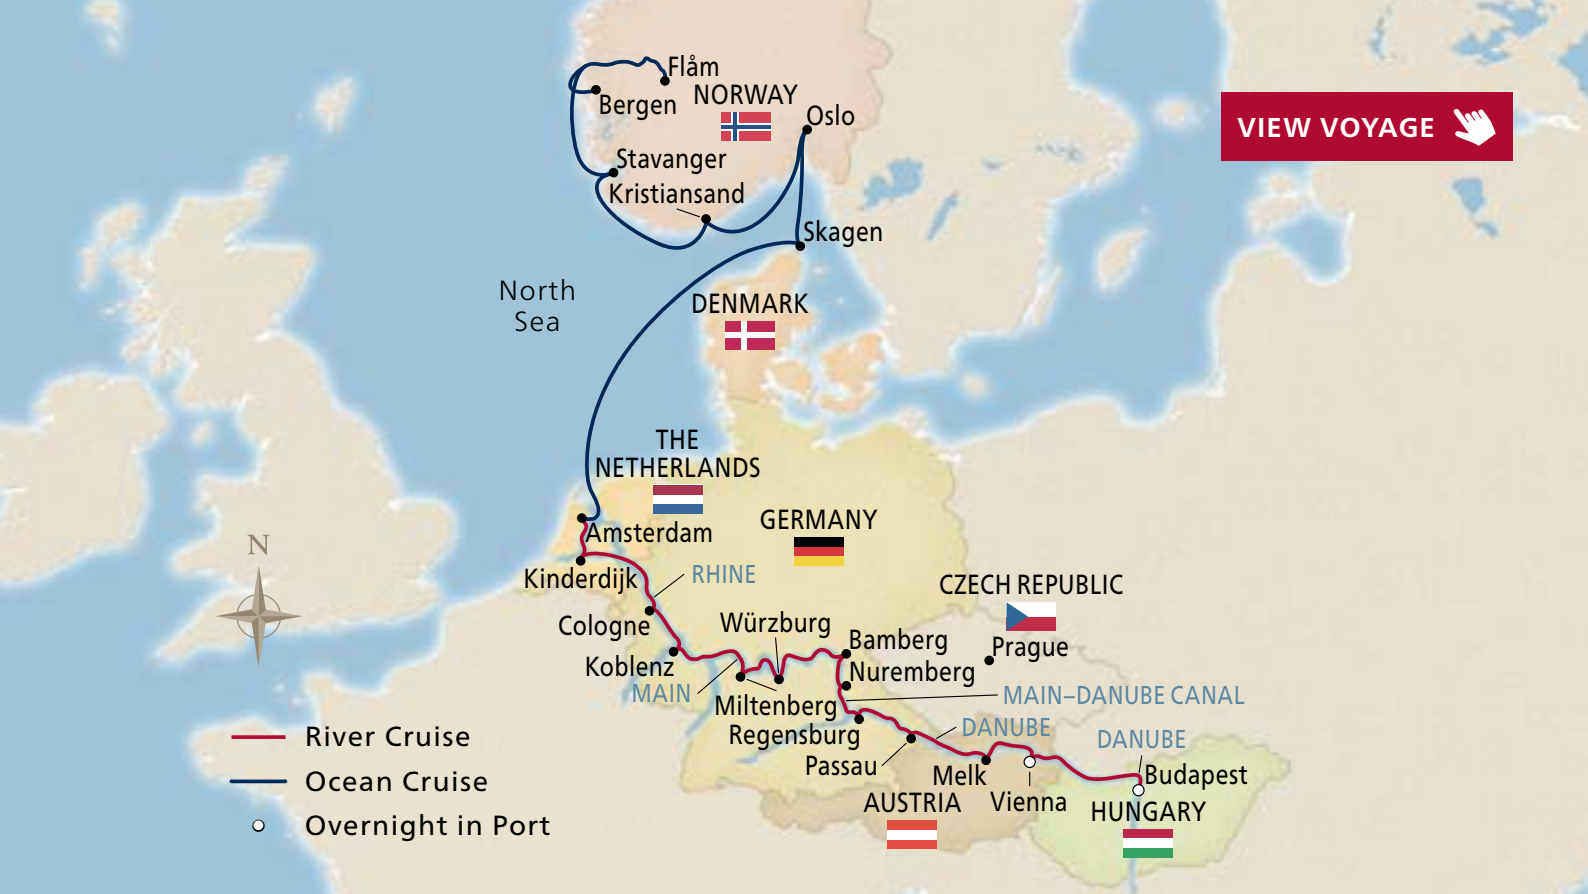 Flåm
Bergen
NORWAY
Oslo
VIEW VOYAGE
Stavanger
Kristiansand
Skagen
North
Sea
DENMARK
THE
NETHERLANDS
Amsterdam
GERMANY
N
Kinderdijk
RHINE
CZECH REPUBLIC
Cologne
Würzburg
Bamberg
Prague
Koblenz
Nuremberg
MAIN
Miltenberg
MAIN–DANUBE CANAL
Regensburg
DANUBE
DANUBE
Passau
Melk
Budapest
AUSTRIA
Vienna
HUNGARY
River Cruise
Ocean Cruise
Overnight in Port